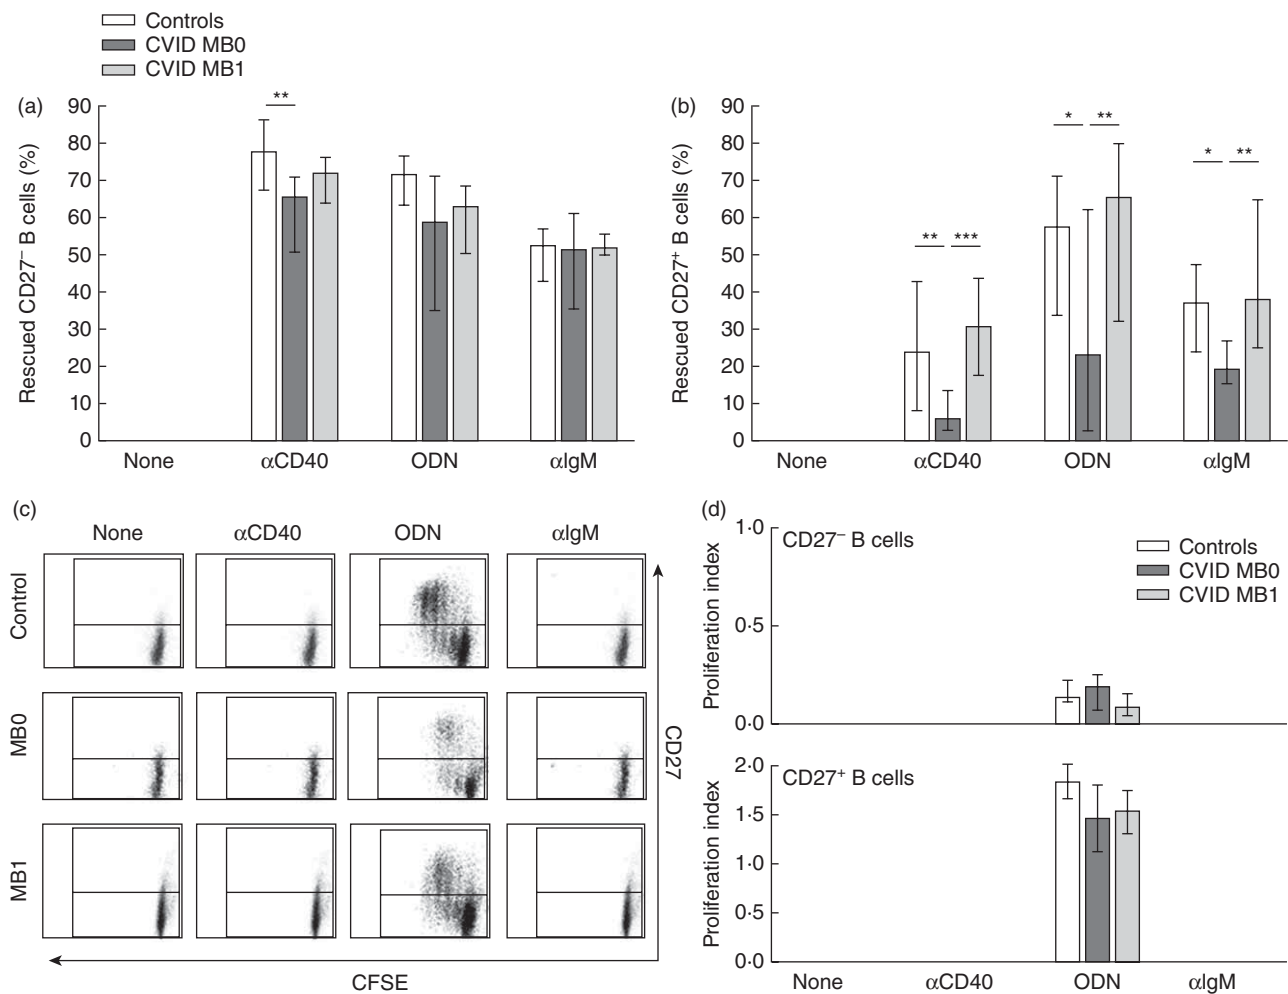 Controls
CVID MB0
CVID MB1
(a)
**
90
80
70
60
50
40
30
20
10
0
Rescued CD27⁻ B cells (%)
None αCD40 ODN αIgM
(b)
** *** * ** * **
90
80
70
60
50
40
30
20
10
0
Rescued CD27⁺ B cells (%)
None αCD40 ODN αIgM
(c)
None αCD40 ODN αIgM
Control
MB0
MB1
CD27
CFSE
(d)
CD27⁻ B cells
Controls
CVID MB0
CVID MB1
1·0
0·5
0·0
Proliferation index
CD27⁺ B cells
2·0
1·5
1·0
0·5
0·0
Proliferation index
None αCD40 ODN αIgM